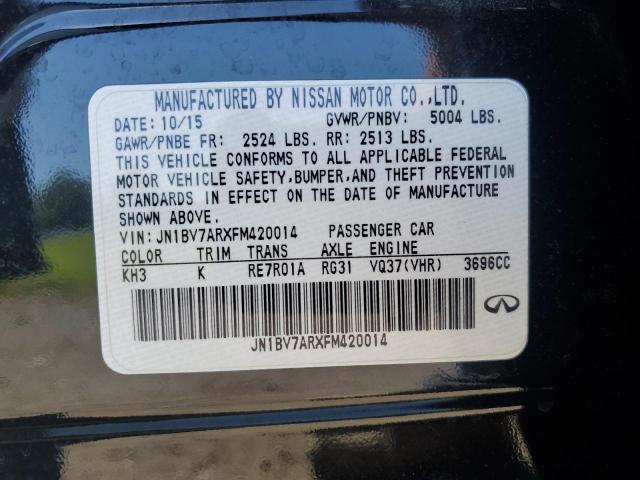 MANUFACTURED BY NISSAN MOTOR CO.,LTD.
DATE: 10/15 GVWR/PNBV: 5004 LBS.
GAWR/PNBE FR: 2524 LBS. RR: 2513 LBS.
THIS VEHICLE CONFORMS TO ALL APPLICABLE FEDERAL
MOTOR VEHICLE SAFETY,BUMPER,AND THEFT PREVENTION
STANDARDS IN EFFECT ON THE DATE OF MANUFACTURE
SHOWN ABOVE.
VIN:JN1BV7ARXFM420014 PASSENGER CAR
COLOR TRIM TRANS AXLE ENGINE
KH3 K RE7R01A RG31 VQ37(VHR) 3696CC
JN1BV7ARXFM420014